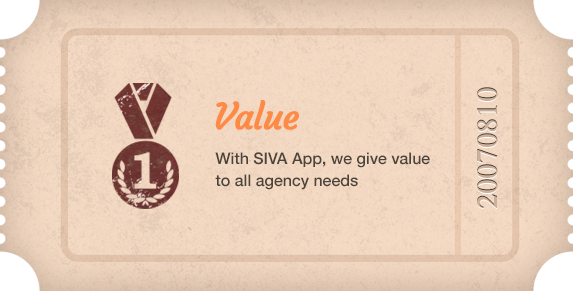 1
Value
With SIVA App, we give value
to all agency needs
20070810